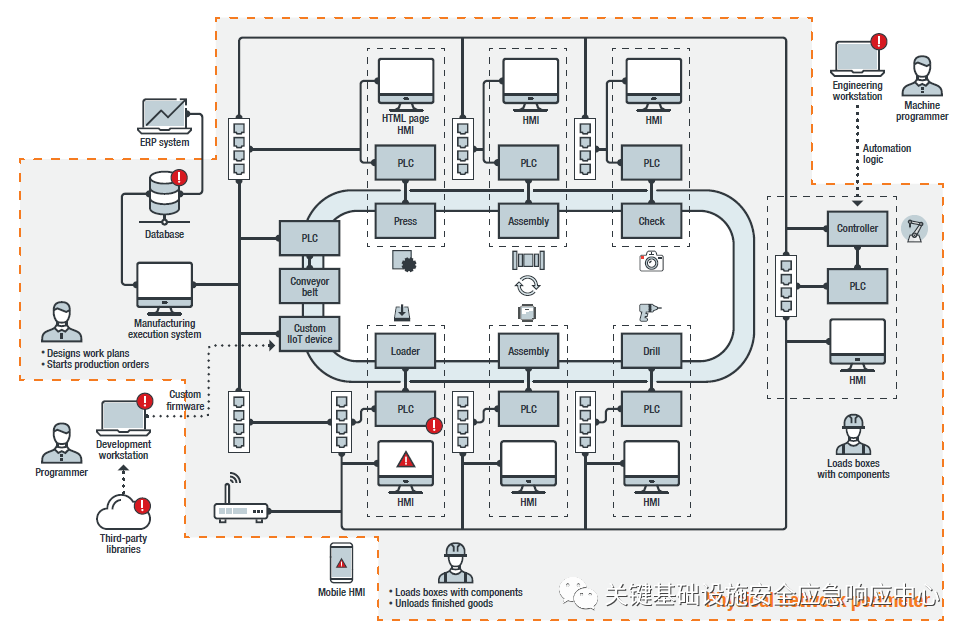 ERP system
Database
Manufacturing
execution system
• Designs work plans
• Starts production orders
Custom
firmware
Programmer
Development
workstation
Third-party
libraries
HTML page
HMI
HMI
HMI
PLC
PLC
PLC
Press
Assembly
Check
PLC
Conveyor
belt
Custom
IIoT device
Loader
Assembly
Drill
PLC
PLC
PLC
HMI
HMI
HMI
Engineering
workstation
Machine
programmer
Automation
logic
Controller
PLC
HMI
Loads boxes
with components
Mobile HMI
• Loads boxes with components
• Unloads finished goods
关键基础设施安全应急响应中心